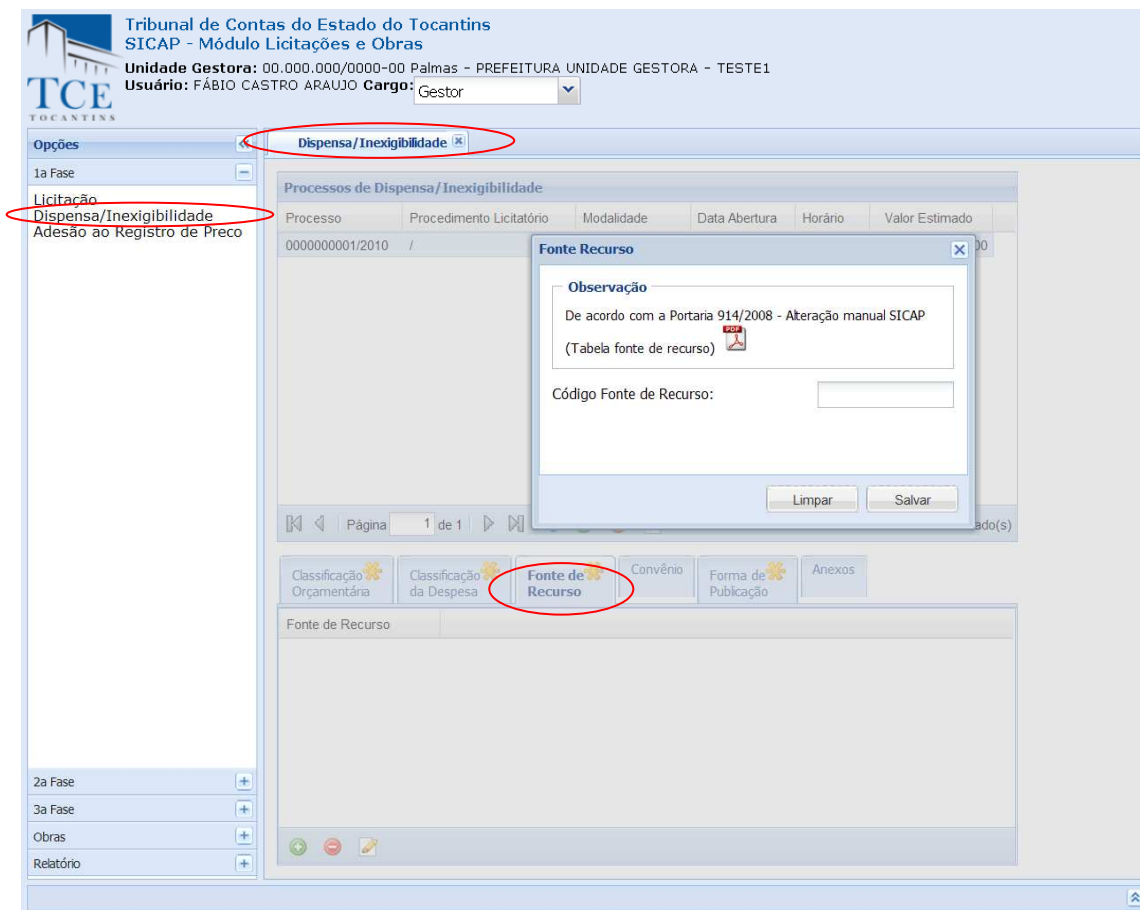 Tribunal de Contas do Estado do Tocantins
SICAP - Módulo Licitações e Obras
Unidade Gestora: 00.000.000/0000-00 Palmas - PREFEITURA UNIDADE GESTORA - TESTE1
Usuário: FÁBIO CASTRO ARAUJO Cargo: Gestor
TCE
TOCANTINS
Opções
Dispensa/Inexigibilidade
1a Fase
Licitação
Dispensa/Inexigibilidade
Adesão ao Registro de Preco
Processos de Dispensa/Inexigibilidade
Processo Procedimento Licitatório Modalidade Data Abertura Horário Valor Estimado
0000000001/2010 / 00
Fonte Recurso
Observação
De acordo com a Portaria 914/2008 - Alteração manual SICAP
(Tabela fonte de recurso) PDF
Código Fonte de Recurso:
Limpar Salvar
Página 1 de 1 ado(s)
Classificação Orçamentária
Classificação da Despesa
Fonte de Recurso
Convênio
Forma de Publicação
Anexos
Fonte de Recurso
2a Fase
3a Fase
Obras
Relatório